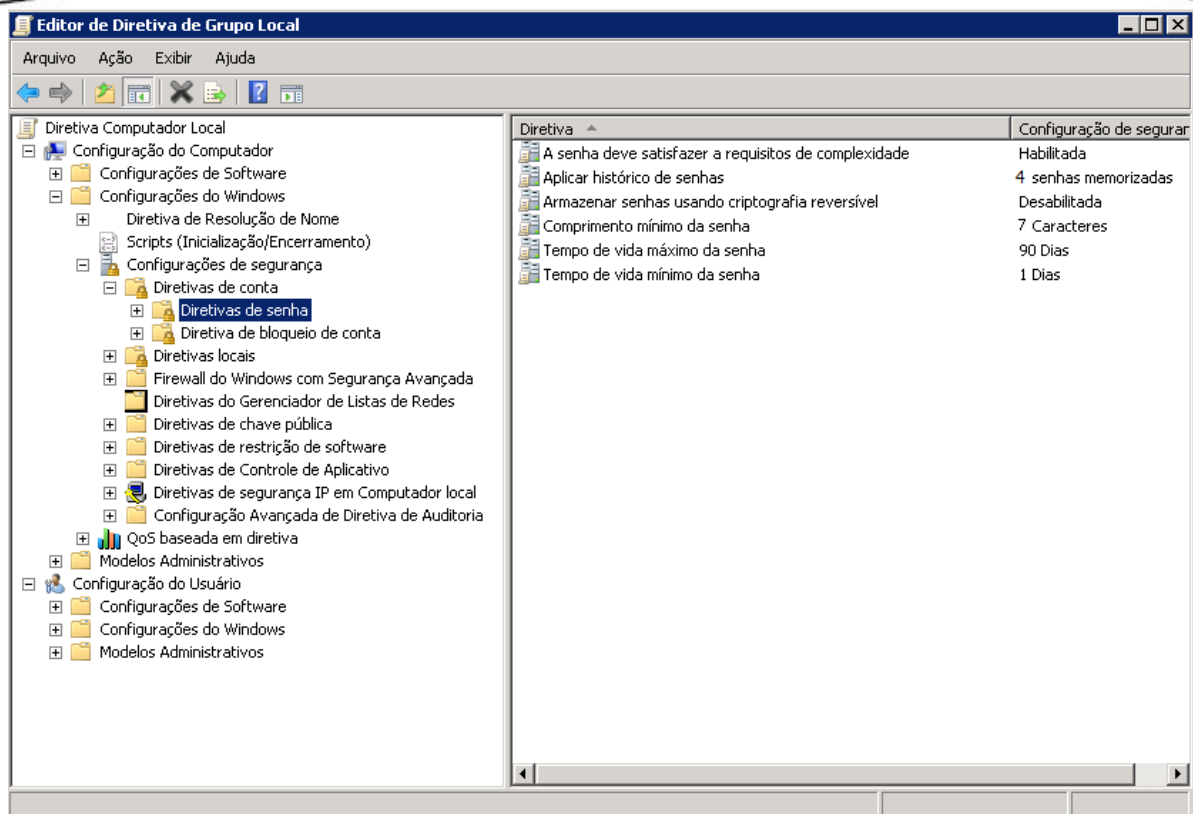 Editor de Diretiva de Grupo Local
Arquivo Ação Exibir Ajuda
Diretiva Computador Local
Configuração do Computador
Configurações de Software
Configurações do Windows
Diretiva de Resolução de Nome
Scripts (Inicialização/Encerramento)
Configurações de segurança
Diretivas de conta
Diretivas de senha
Diretiva de bloqueio de conta
Diretivas locais
Firewall do Windows com Segurança Avançada
Diretivas do Gerenciador de Listas de Redes
Diretivas de chave pública
Diretivas de restrição de software
Diretivas de Controle de Aplicativo
Diretivas de segurança IP em Computador local
Configuração Avançada de Diretiva de Auditoria
QoS baseada em diretiva
Modelos Administrativos
Configuração do Usuário
Configurações de Software
Configurações do Windows
Modelos Administrativos
Diretiva Configuração de seguran
A senha deve satisfazer a requisitos de complexidade Habilitada
Aplicar histórico de senhas 4 senhas memorizadas
Armazenar senhas usando criptografia reversível Desabilitada
Comprimento mínimo da senha 7 Caracteres
Tempo de vida máximo da senha 90 Dias
Tempo de vida mínimo da senha 1 Dias